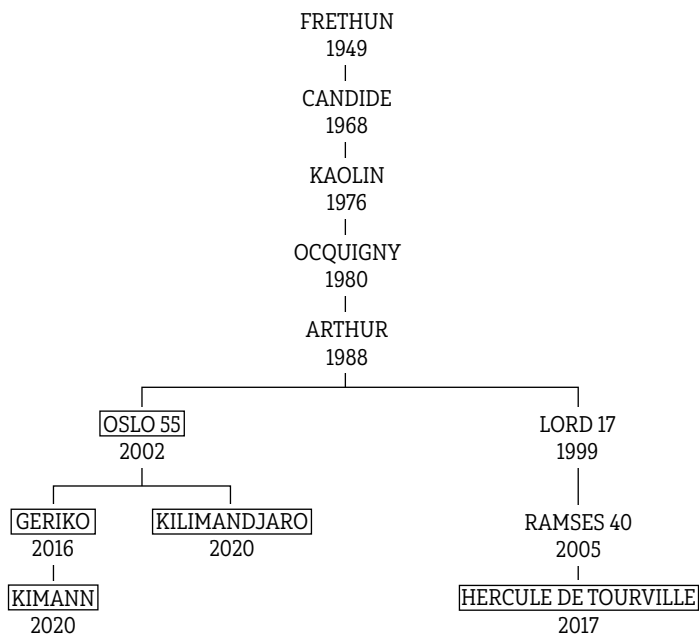 FRETHUN
1949
CANDIDE
1968
KAOLIN
1976
OCQUIGNY
1980
ARTHUR
1988
OSLO 55
2002
LORD 17
1999
GERIKO
2016
KILIMANDJARO
2020
RAMSES 40
2005
KIMANN
2020
HERCULE DE TOURVILLE
2017